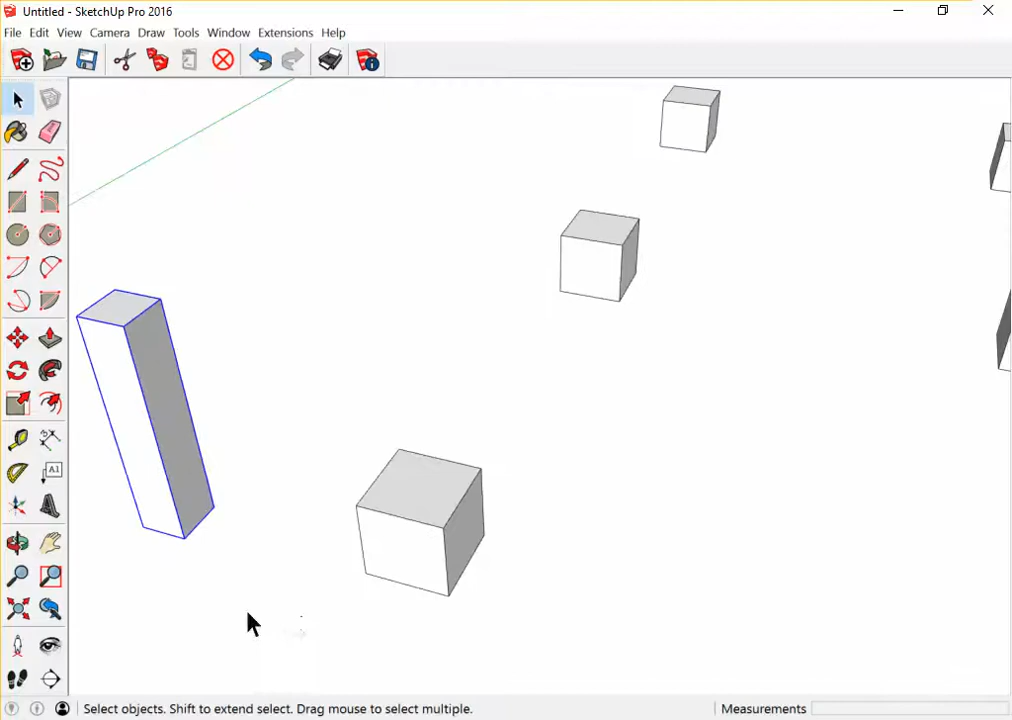 Untitled - SketchUp Pro 2016
File Edit View Camera Draw Tools Window Extensions Help
A1
Select objects. Shift to extend select. Drag mouse to select multiple.
Measurements